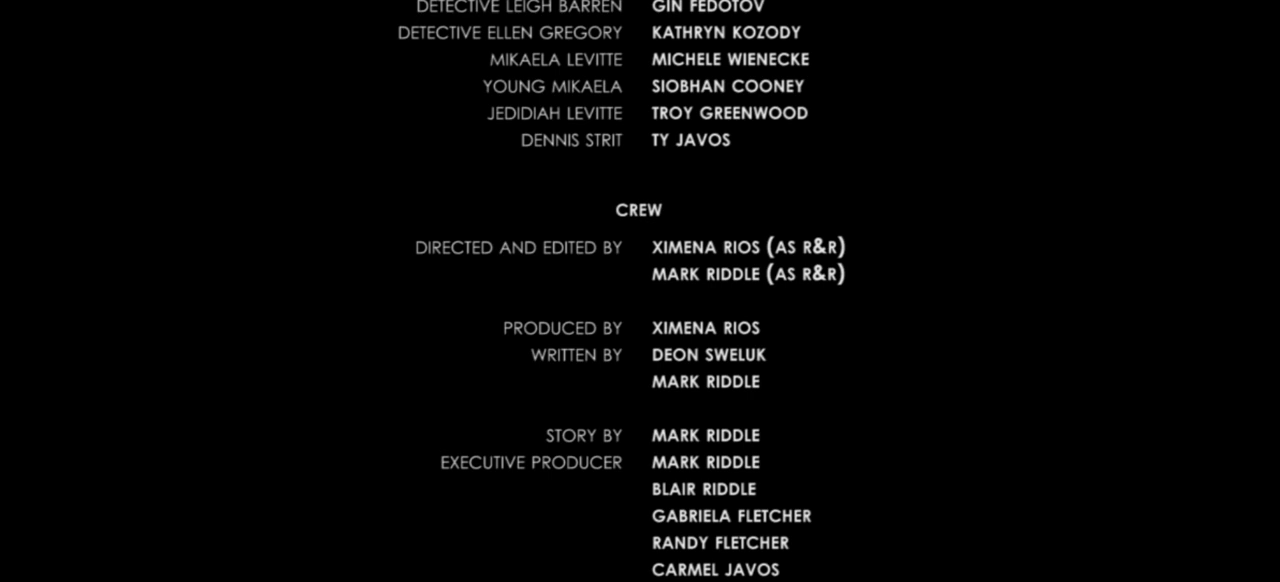 DETECTIVE LEIGH BARREN GIN FEDOTOV
DETECTIVE ELLEN GREGORY KATHRYN KOZODY
MIKAELA LEVITTE MICHELE WIENECKE
YOUNG MIKAELA SIOBHAN COONEY
JEDIDIAH LEVITTE TROY GREENWOOD
DENNIS STRIT TY JAVOS
CREW
DIRECTED AND EDITED BY XIMENA RIOS (AS R&R)
MARK RIDDLE (AS R&R)
PRODUCED BY XIMENA RIOS
WRITTEN BY DEON SWELUK
MARK RIDDLE
STORY BY MARK RIDDLE
EXECUTIVE PRODUCER MARK RIDDLE
BLAIR RIDDLE
GABRIELA FLETCHER
RANDY FLETCHER
CARMEL JAVOS